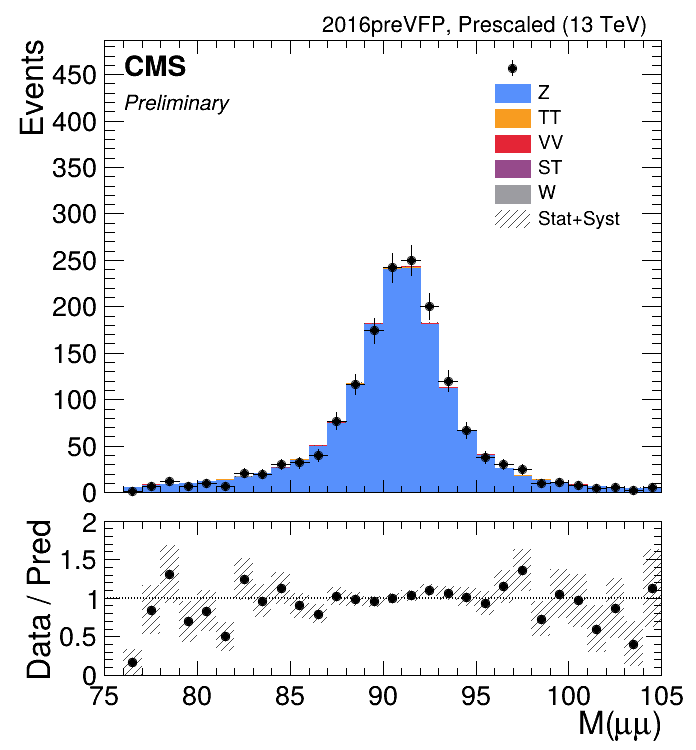 2016preVFP, Prescaled (13 TeV)
Events
450
400
350
300
250
200
150
100
50
0
CMS
Preliminary
Z
TT
VV
ST
W
Stat+Syst
Data / Pred
2
1.5
1
0.5
0
75 80 85 90 95 100 105
M(μμ)